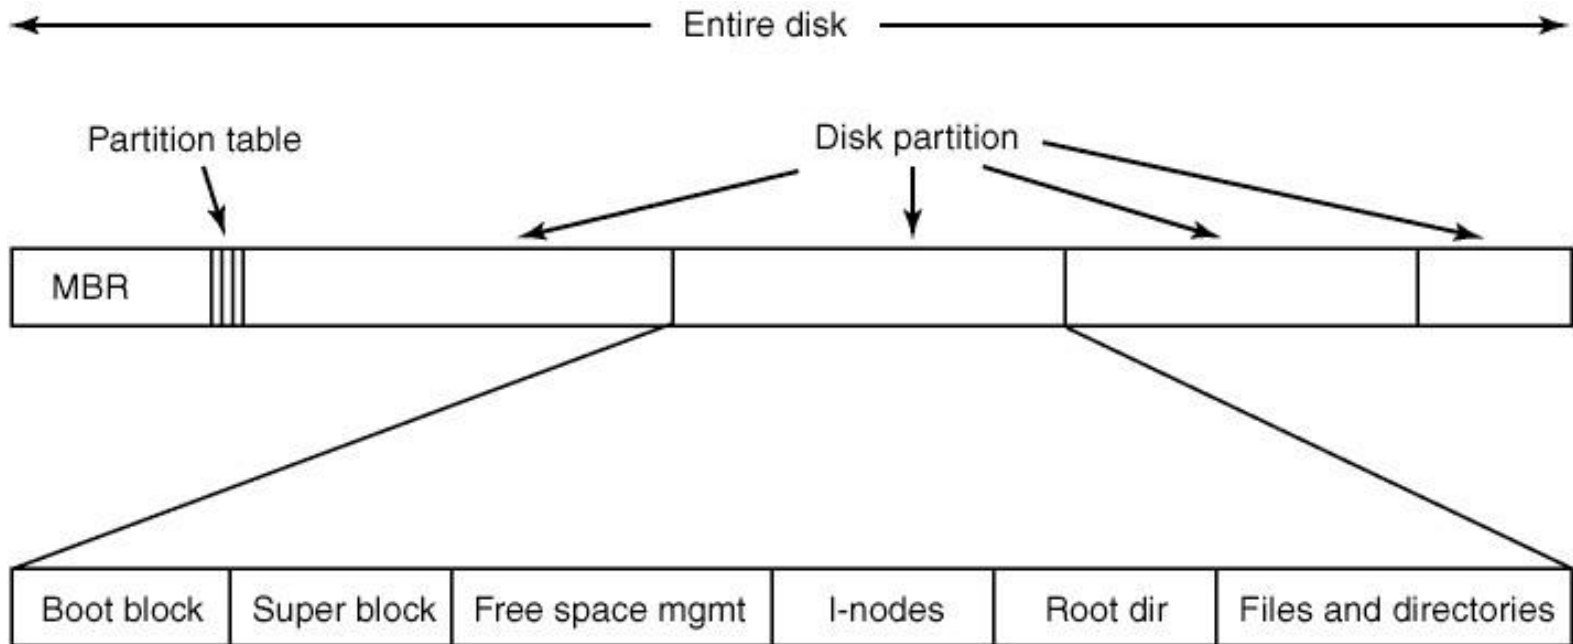 Entire disk
Partition table
Disk partition
MBR
Boot block
Super block
Free space mgmt
I-nodes
Root dir
Files and directories